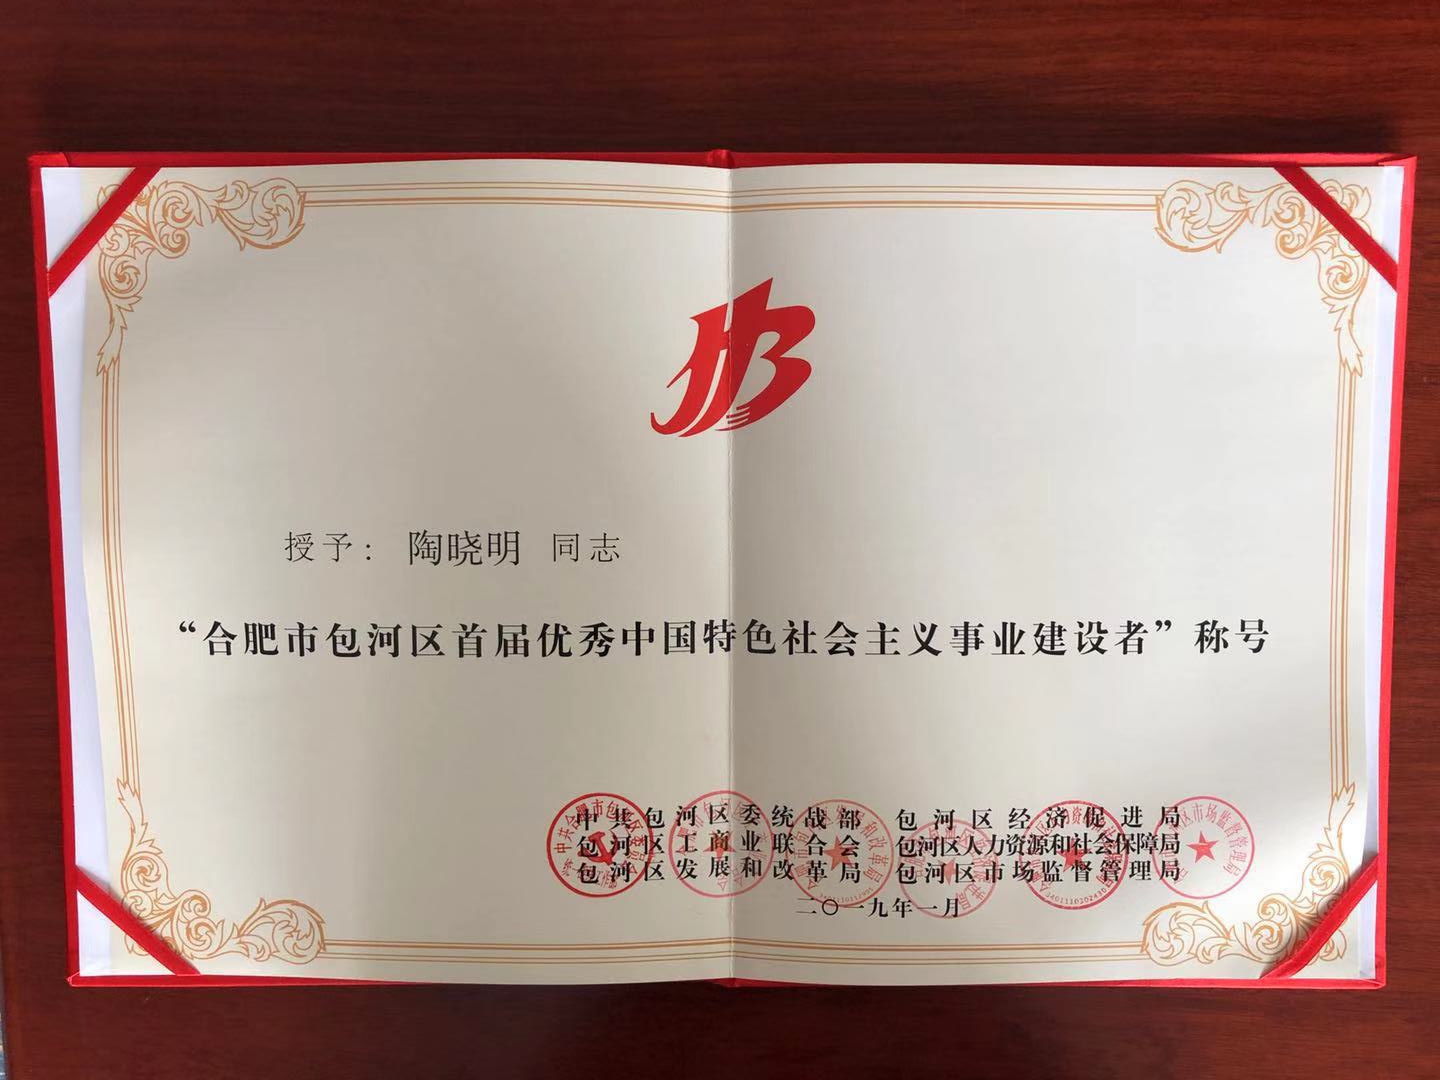 授予：陶晓明 同志
“合肥市包河区首届优秀中国特色社会主义事业建设者”称号
中共包河区委统战部 包河区经济促进局
包河区工商业联合会 包河区人力资源和社会保障局
包河区发展和改革局 包河区市场监督管理局
二〇一九年一月